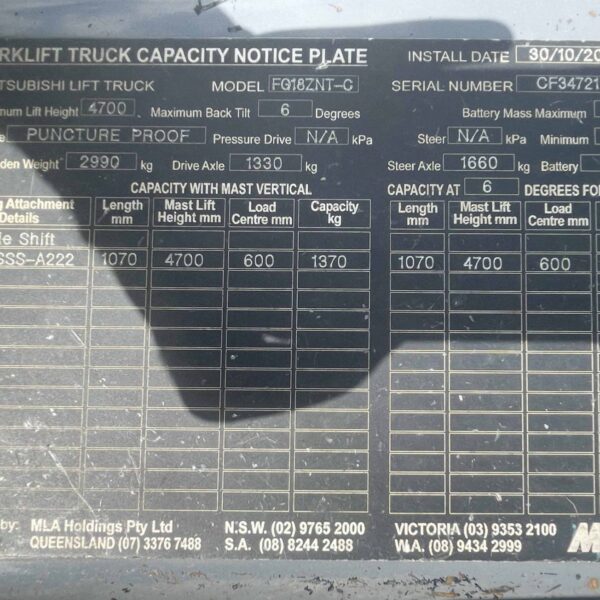 RKLIFT TRUCK CAPACITY NOTICE PLATE INSTALL DATE 30/10/20
TSUBISHI LIFT TRUCK MODEL FG18ZNT-C SERIAL NUMBER CF34721
mum Lift Height 4700 Maximum Back Tilt 6 Degrees Battery Mass Maximum
e PUNCTURE PROOF Pressure Drive N/A kPa Steer N/A kPa Minimum
den Weight 2990 kg Drive Axle 1330 kg Steer Axle 1660 kg Battery
CAPACITY WITH MAST VERTICAL CAPACITY AT 6 DEGREES FO
g Attachment Details Length mm Mast Lift Height mm Load Centre mm Capacity kg Length mm Mast Lift Height mm Load Centre mm
de Shift
SSS-A222 1070 4700 600 1370 1070 4700 600
by: MLA Holdings Pty Ltd N.S.W. (02) 9765 2000 VICTORIA (03) 9353 2100
QUEENSLAND (07) 3376 7488 S.A. (08) 8244 2488 W.A. (08) 9434 2999